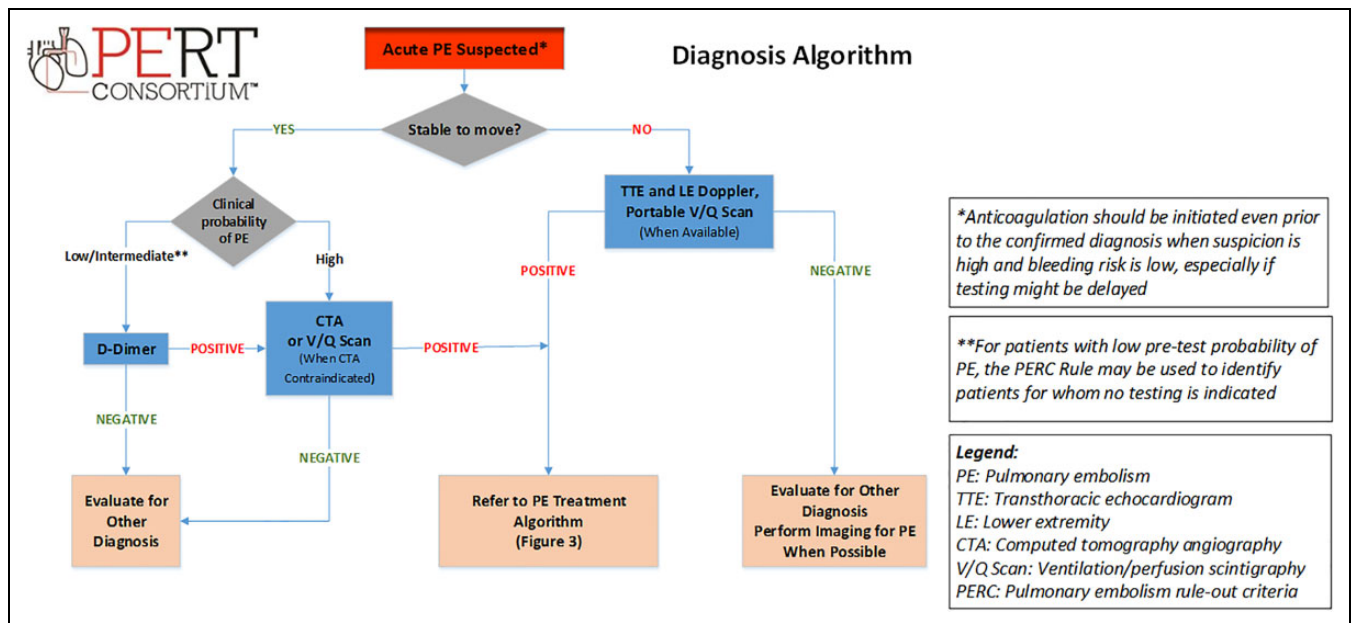 PERT
CONSORTIUM™
Acute PE Suspected*
Diagnosis Algorithm
YES
Stable to move?
NO
Clinical
probability
of PE
TTE and LE Doppler,
Portable V/Q Scan
(When Available)
Low/Intermediate**
High
POSITIVE
NEGATIVE
D-Dimer
POSITIVE
CTA
or V/Q Scan
(When CTA
Contraindicated)
POSITIVE
NEGATIVE
NEGATIVE
Evaluate for
Other
Diagnosis
Refer to PE Treatment
Algorithm
(Figure 3)
Evaluate for Other
Diagnosis
Perform Imaging for PE
When Possible
*Anticoagulation should be initiated even prior
to the confirmed diagnosis when suspicion is
high and bleeding risk is low, especially if
testing might be delayed
**For patients with low pre-test probability of
PE, the PERC Rule may be used to identify
patients for whom no testing is indicated
Legend:
PE: Pulmonary embolism
TTE: Transthoracic echocardiogram
LE: Lower extremity
CTA: Computed tomography angiography
V/Q Scan: Ventilation/perfusion scintigraphy
PERC: Pulmonary embolism rule-out criteria